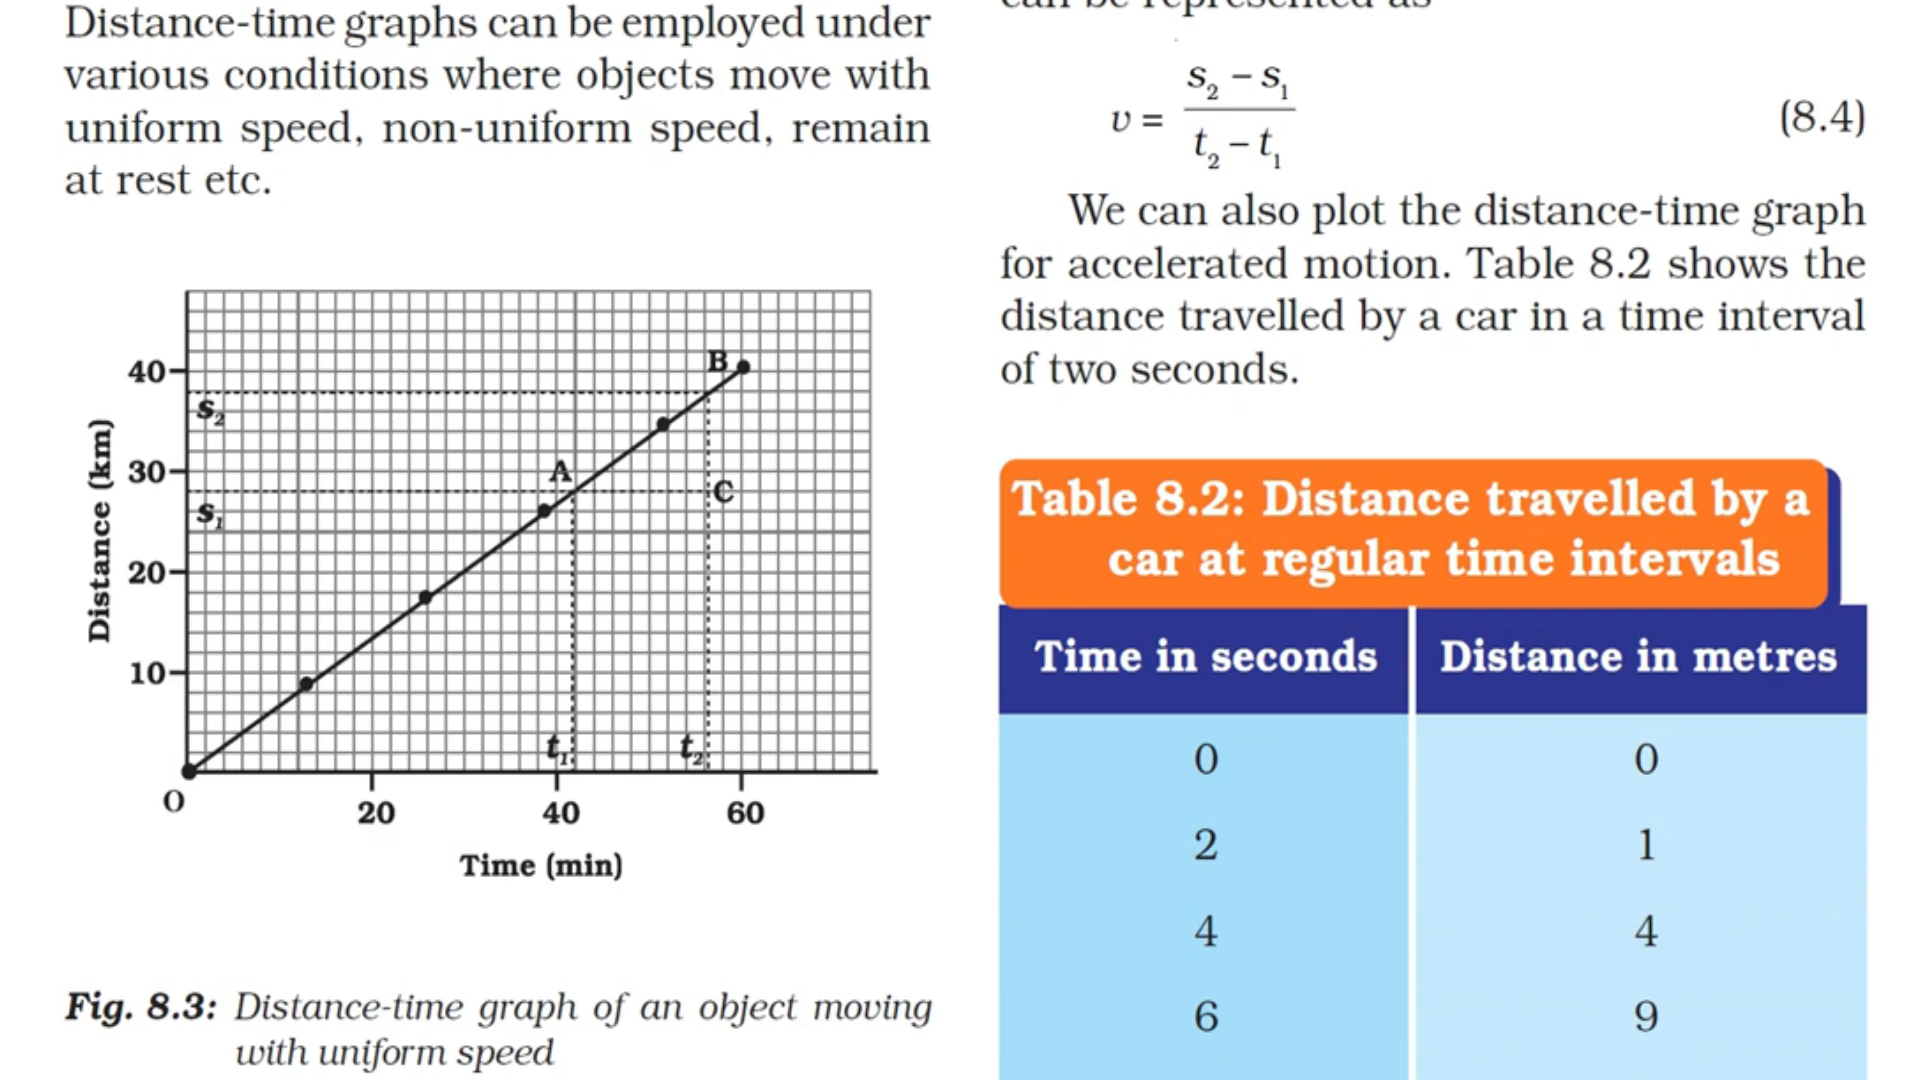 Distance-time graphs can be employed under
various conditions where objects move with
uniform speed, non-uniform speed, remain
at rest etc.
40
30
20
10
Distance (km)
s₂
s₁
A
B
C
t₁
t₂
O
20
40
60
Time (min)
Fig. 8.3: Distance-time graph of an object moving
with uniform speed
can be represented as
v = (s₂ – s₁) / (t₂ – t₁) (8.4)
We can also plot the distance-time graph
for accelerated motion. Table 8.2 shows the
distance travelled by a car in a time interval
of two seconds.
Table 8.2: Distance travelled by a
car at regular time intervals
Time in seconds Distance in metres
0 0
2 1
4 4
6 9